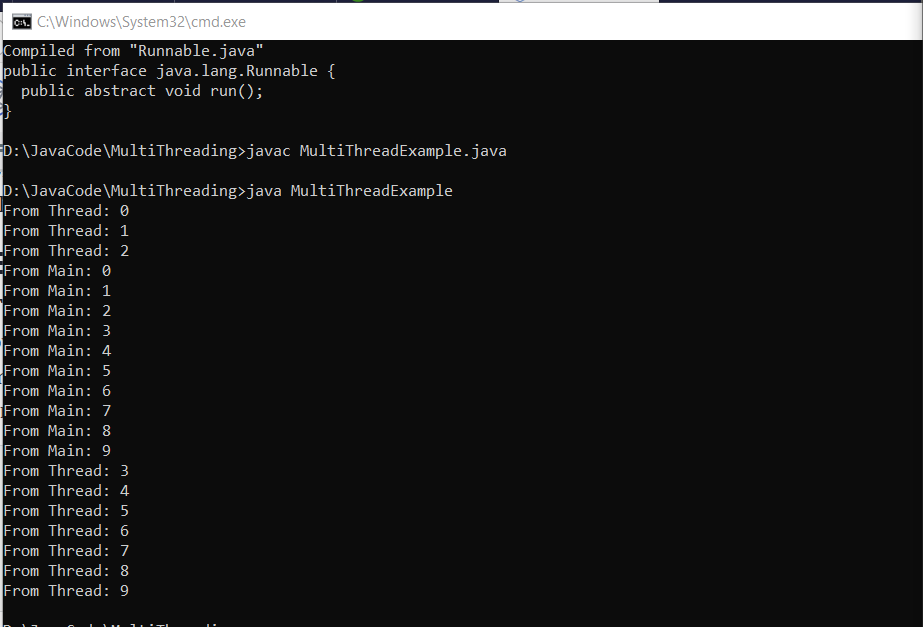 C:\Windows\System32\cmd.exe
Compiled from "Runnable.java"
public interface java.lang.Runnable {
  public abstract void run();
}
D:\JavaCode\MultiThreading>javac MultiThreadExample.java
D:\JavaCode\MultiThreading>java MultiThreadExample
From Thread: 0
From Thread: 1
From Thread: 2
From Main: 0
From Main: 1
From Main: 2
From Main: 3
From Main: 4
From Main: 5
From Main: 6
From Main: 7
From Main: 8
From Main: 9
From Thread: 3
From Thread: 4
From Thread: 5
From Thread: 6
From Thread: 7
From Thread: 8
From Thread: 9